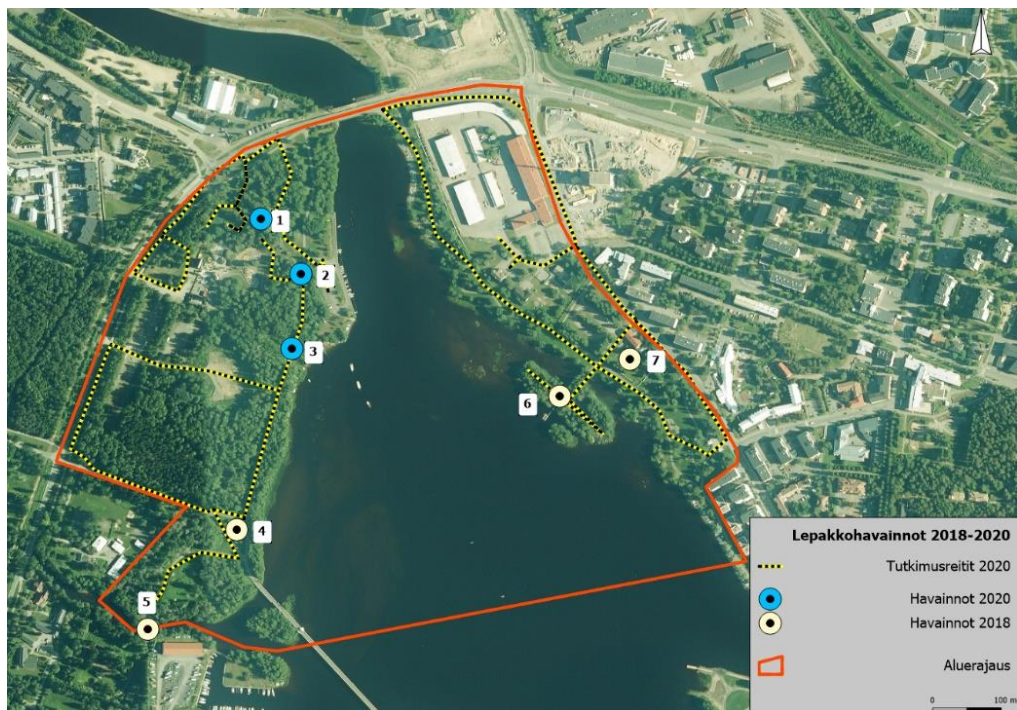 1
2
3
7
6
4
5
Lepakkohavainnot 2018-2020
Tutkimusreitit 2020
Havainnot 2020
Havainnot 2018
Aluerajaus
0 100 m